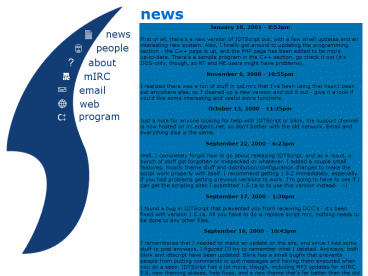 news
people
about
mIRC
email
web
program
news
January 18, 2001 - 8:52pm
First of all, there's a new version of IDTScript out, with a few small updates and an
interesting new system. Also, I finally got around to updating the programming
section - the C++ page is up, and the PHP page has been edited to be more
up-to-date. There's a sample program in the C++ section, go check it out (it's
DOS-only, though, so NT and ME users might have problems).
November 6, 2000 - 10:55pm
I realized there was a ton of stuff in bd.mrc that I've been using that hasn't been
put anywhere else, so I cleaned up a new version and put it out - give it a look if
you'd like some interesting and useful extra functions.
October 13, 2000 - 11:25pm
Just a note for anyone looking for help with IDTScript or blink, the support channel
is now hosted on irc.edgeirc.net, so don't bother with the old network. Email and
everything else is the same.
September 22, 2000 - 6:23pm
Well, I completely forgot how to go about releasing IDTScript, and as a result, a
bunch of stuff got forgotten or mispacked or whatever. I added a couple small
features, mostly theme stuff and distribution/configuration changes to make the
script work properly with itself. I recommend getting 1.5.2 immediately, especially
if you had problems getting previous versions to work. I'm going to have to see if I
can get the scripting sites I submitted 1.5.1a to to use this version instead. :-)
September 17, 2000 - 1:20pm
I found a bug in IDTScript that prevented you from receiving DCC's - it's been
fixed with version 1.5.1a. All you have to do is replace script.mrc, nothing needs to
be done to any other files.
September 16, 2000 - 10:43pm
I remembered that I needed to make an update on this site, and since I had some
stuff to post anyways, I figured I'd try to remember what I deleted. Anyways, both
blink and idtscript have been updated. Blink has a small bugfix that prevents
people from putting commands in quit messages and having them executed when
you do a seen. IDTScript has a lot more, though, including MP3 updates for mIRC
5.8, new itemping aliases, help fixes, and a new theme that's far better than the old